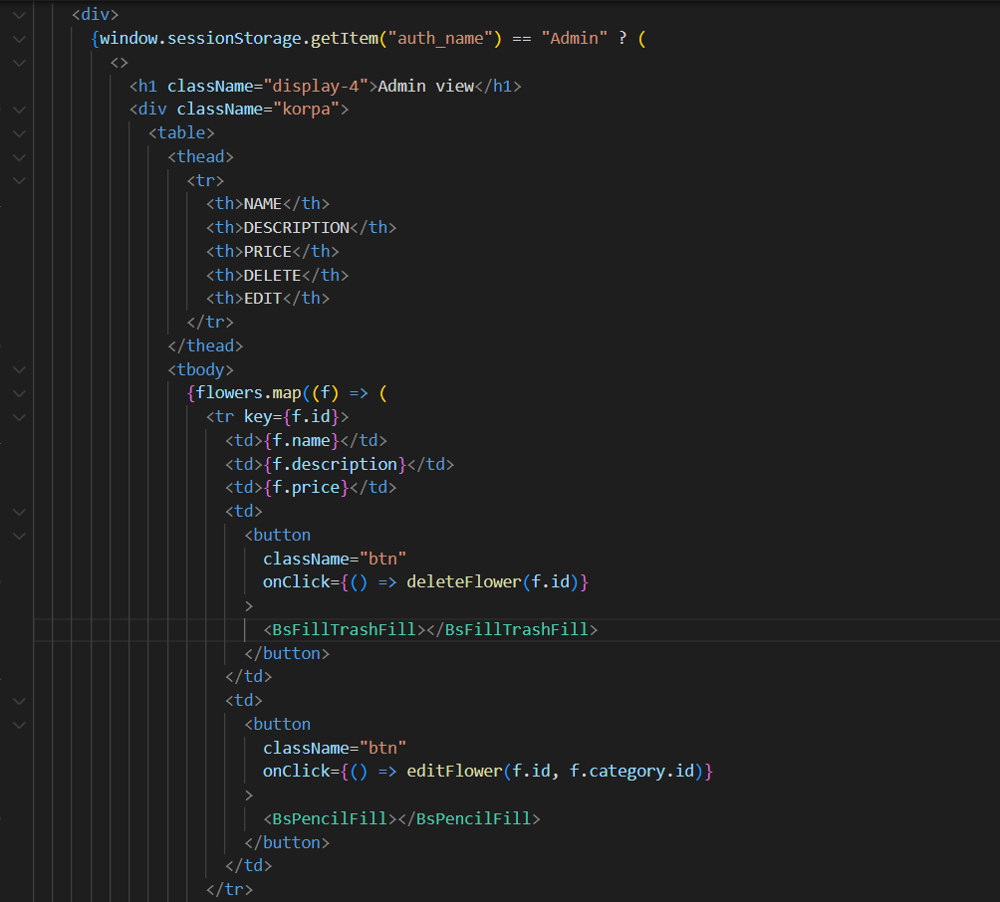 <div>
{window.sessionStorage.getItem("auth_name") == "Admin" ? (
<>
<h1 className="display-4">Admin view</h1>
<div className="korpa">
<table>
<thead>
<tr>
<th>NAME</th>
<th>DESCRIPTION</th>
<th>PRICE</th>
<th>DELETE</th>
<th>EDIT</th>
</tr>
</thead>
<tbody>
{flowers.map((f) => (
<tr key={f.id}>
<td>{f.name}</td>
<td>{f.description}</td>
<td>{f.price}</td>
<td>
<button
className="btn"
onClick={() => deleteFlower(f.id)}
>
<BsFillTrashFill></BsFillTrashFill>
</button>
</td>
<td>
<button
className="btn"
onClick={() => editFlower(f.id, f.category.id)}
>
<BsPencilFill></BsPencilFill>
</button>
</td>
</tr>